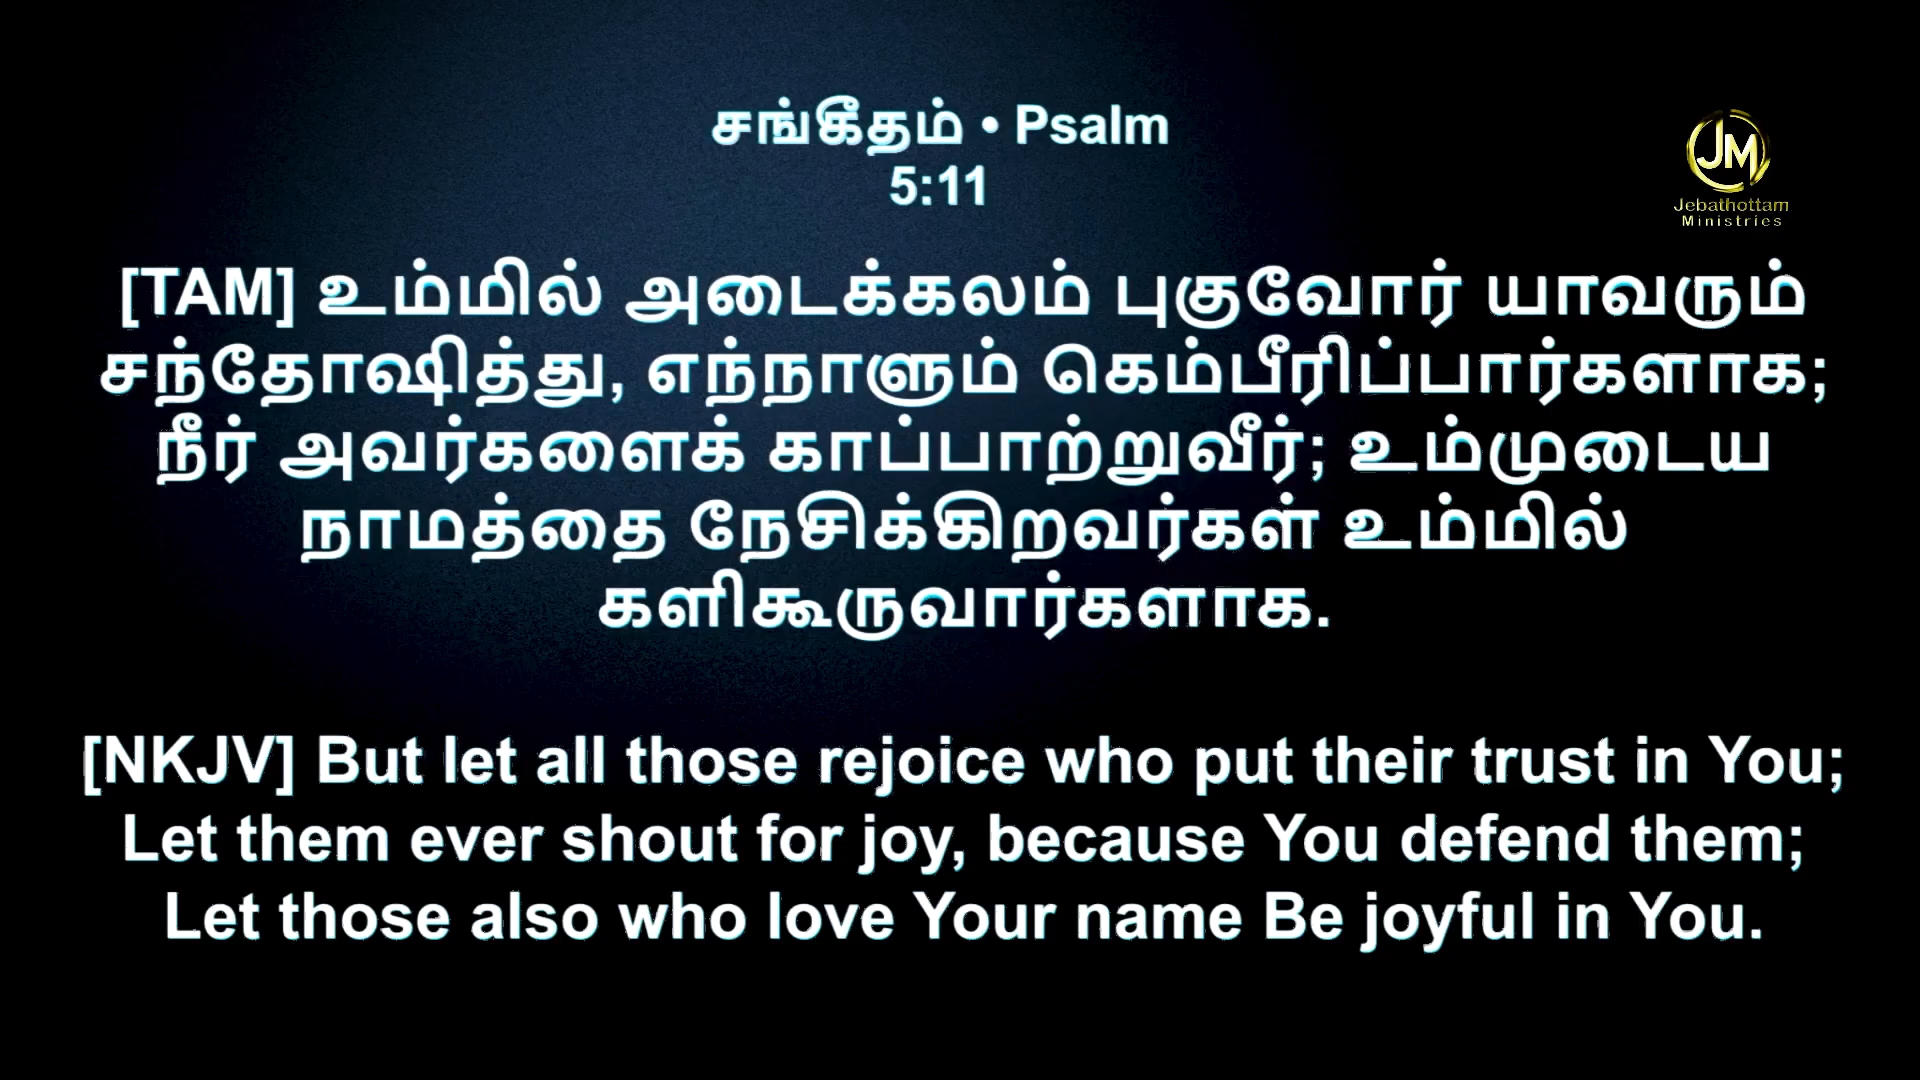 சங்கீதம் • Psalm
5:11
JM
Jebathottam
Ministries
[TAM] உம்மில் அடைக்கலம் புகுவோர் யாவரும்
சந்தோஷித்து, எந்நாளும் கெம்பீரிப்பார்களாக;
நீர் அவர்களைக் காப்பாற்றுவீர்; உம்முடைய
நாமத்தை நேசிக்கிறவர்கள் உம்மில்
களிகூருவார்களாக.
[NKJV] But let all those rejoice who put their trust in You;
Let them ever shout for joy, because You defend them;
Let those also who love Your name Be joyful in You.